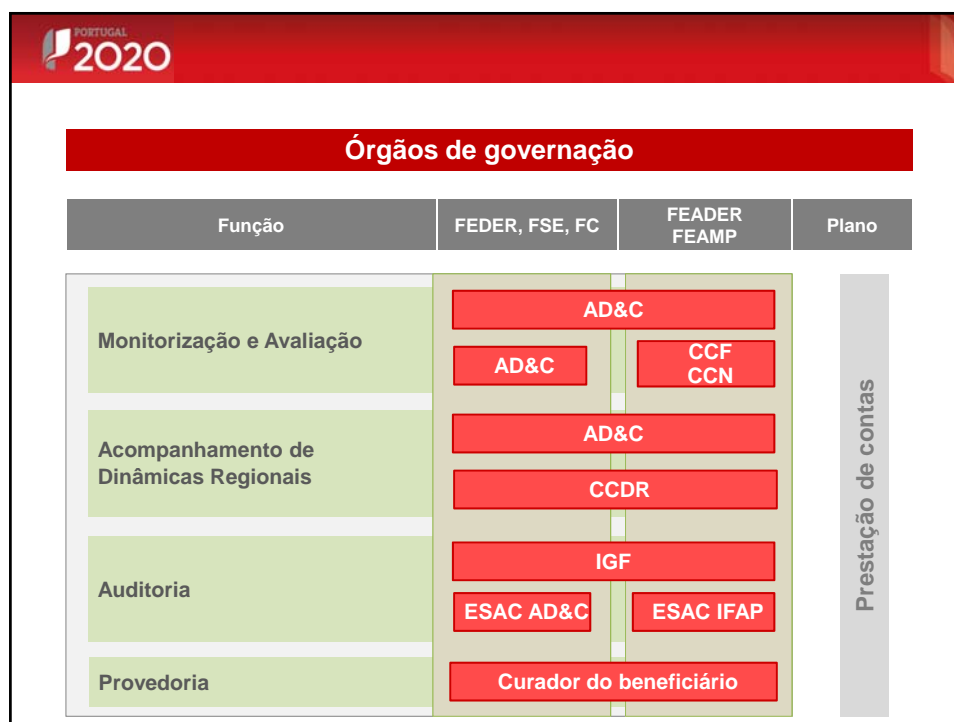 PORTUGAL
2020
Órgãos de governação
Função
FEDER, FSE, FC
FEADER
FEAMP
Plano
Monitorização e Avaliação
AD&C
AD&C
CCF
CCN
Acompanhamento de
Dinâmicas Regionais
AD&C
CCDR
Auditoria
IGF
ESAC AD&C
ESAC IFAP
Provedoria
Curador do beneficiário
Prestação de contas